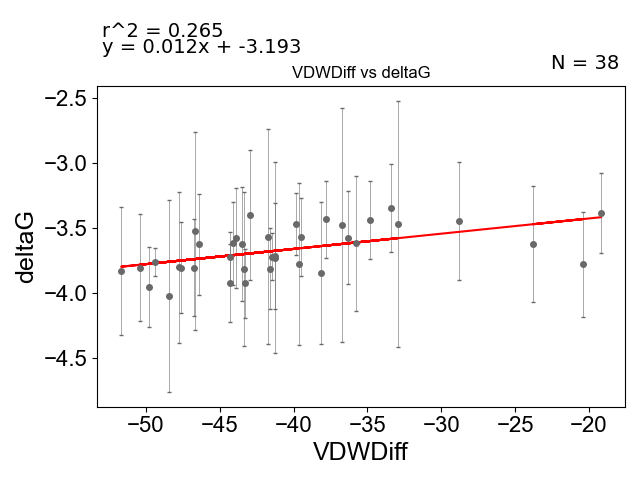 r^2 = 0.265
y = 0.012x + -3.193
N = 38
VDWDiff vs deltaG
−2.5
−3.0
−3.5
−4.0
−4.5
deltaG
−50 −45 −40 −35 −30 −25 −20
VDWDiff